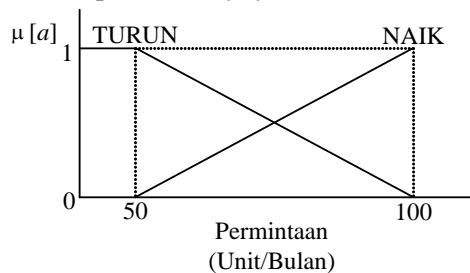 μ [a]
TURUN
NAIK
1
0
50
100
Permintaan
(Unit/Bulan)